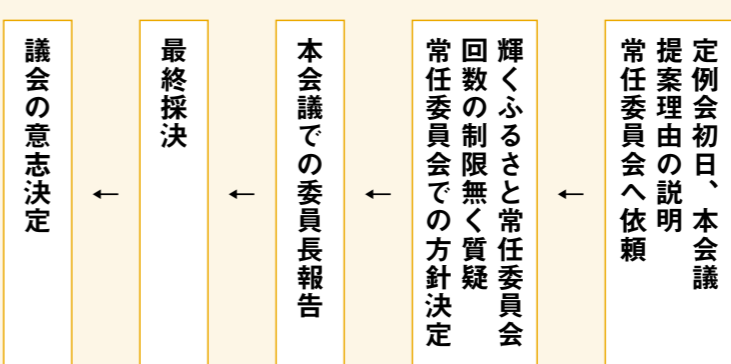 定例会初日、本会議
提案理由の説明
常任委員会へ依頼
←
輝くふるさと常任委員会
回数の制限無く質疑
常任委員会での方針決定
←
本会議での委員長報告
←
最終採決
←
議会の意志決定